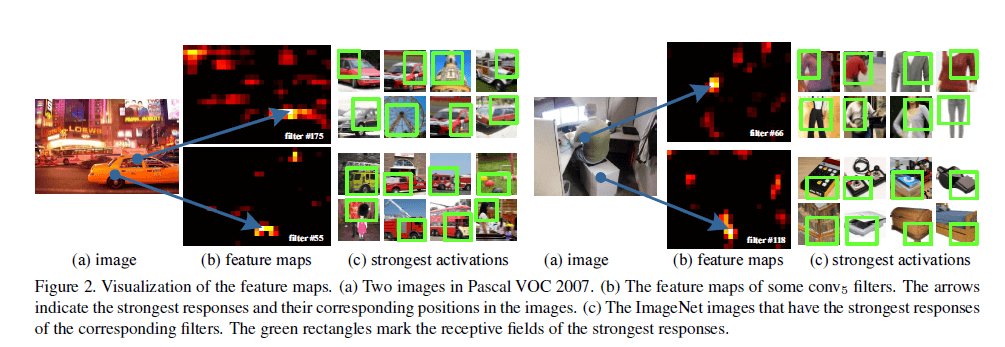 LOEW'S
filter #175
filter #55
filter #66
filter #118
(a) image
(b) feature maps
(c) strongest activations
(a) image
(b) feature maps
(c) strongest activations
Figure 2. Visualization of the feature maps. (a) Two images in Pascal VOC 2007. (b) The feature maps of some conv5 filters. The arrows
indicate the strongest responses and their corresponding positions in the images. (c) The ImageNet images that have the strongest responses
of the corresponding filters. The green rectangles mark the receptive fields of the strongest responses.